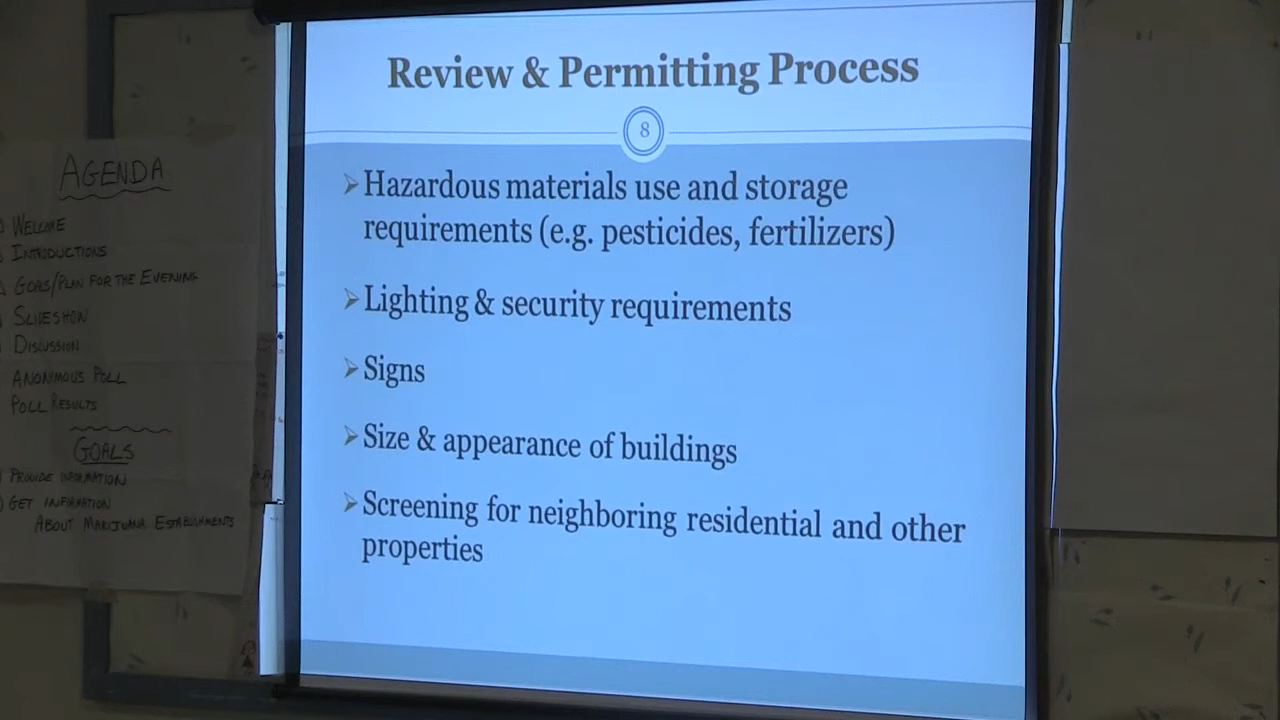 Review & Permitting Process
8
➢Hazardous materials use and storage
requirements (e.g. pesticides, fertilizers)
➢Lighting & security requirements
➢Signs
➢Size & appearance of buildings
➢Screening for neighboring residential and other
properties
AGENDA
WELCOME
INTRODUCTIONS
GOALS/PLAN FOR THE EVENING
SLIDESHOW
DISCUSSION
ANONIMOUS POLL
POLL RESULTS
GOALS
PROVIDE INFORMATION
GET INFORMATION
ABOUT MARIJUANA ESTABLISHMENTS